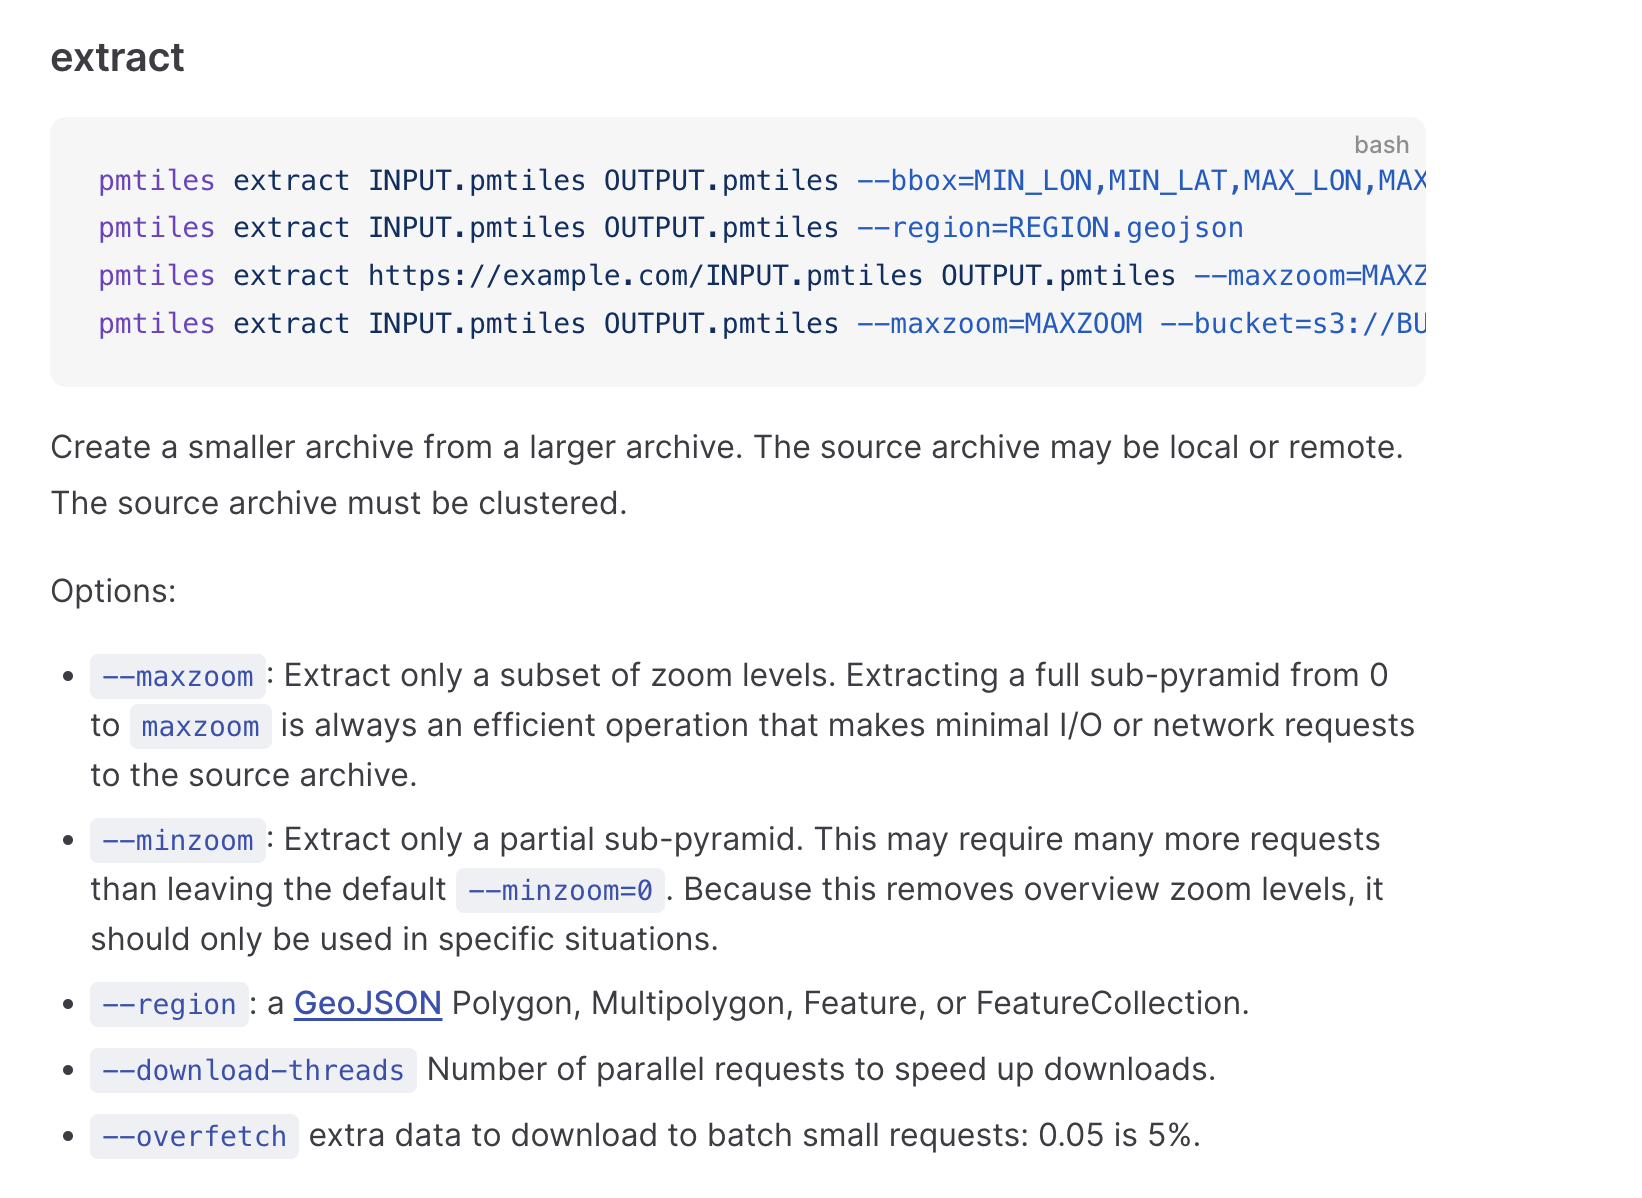 extract
bash
pmtiles extract INPUT.pmtiles OUTPUT.pmtiles --bbox=MIN_LON,MIN_LAT,MAX_LON,MAX
pmtiles extract INPUT.pmtiles OUTPUT.pmtiles --region=REGION.geojson
pmtiles extract https://example.com/INPUT.pmtiles OUTPUT.pmtiles --maxzoom=MAXZ
pmtiles extract INPUT.pmtiles OUTPUT.pmtiles --maxzoom=MAXZOOM --bucket=s3://BU
Create a smaller archive from a larger archive. The source archive may be local or remote.
The source archive must be clustered.
Options:
• --maxzoom: Extract only a subset of zoom levels. Extracting a full sub-pyramid from 0
to maxzoom is always an efficient operation that makes minimal I/O or network requests
to the source archive.
• --minzoom: Extract only a partial sub-pyramid. This may require many more requests
than leaving the default --minzoom=0. Because this removes overview zoom levels, it
should only be used in specific situations.
• --region: a GeoJSON Polygon, Multipolygon, Feature, or FeatureCollection.
• --download-threads Number of parallel requests to speed up downloads.
• --overfetch extra data to download to batch small requests: 0.05 is 5%.